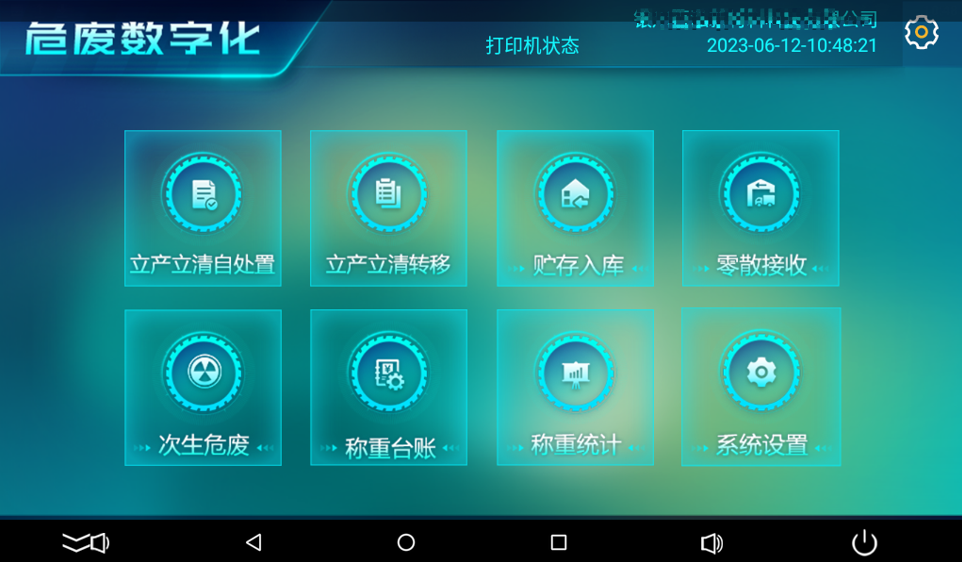 危废数字化
公司
打印机状态
2023-06-12-10:48:21
立产立清自处置
立产立清转移
贮存入库
零散接收
次生危废
称重台账
称重统计
系统设置